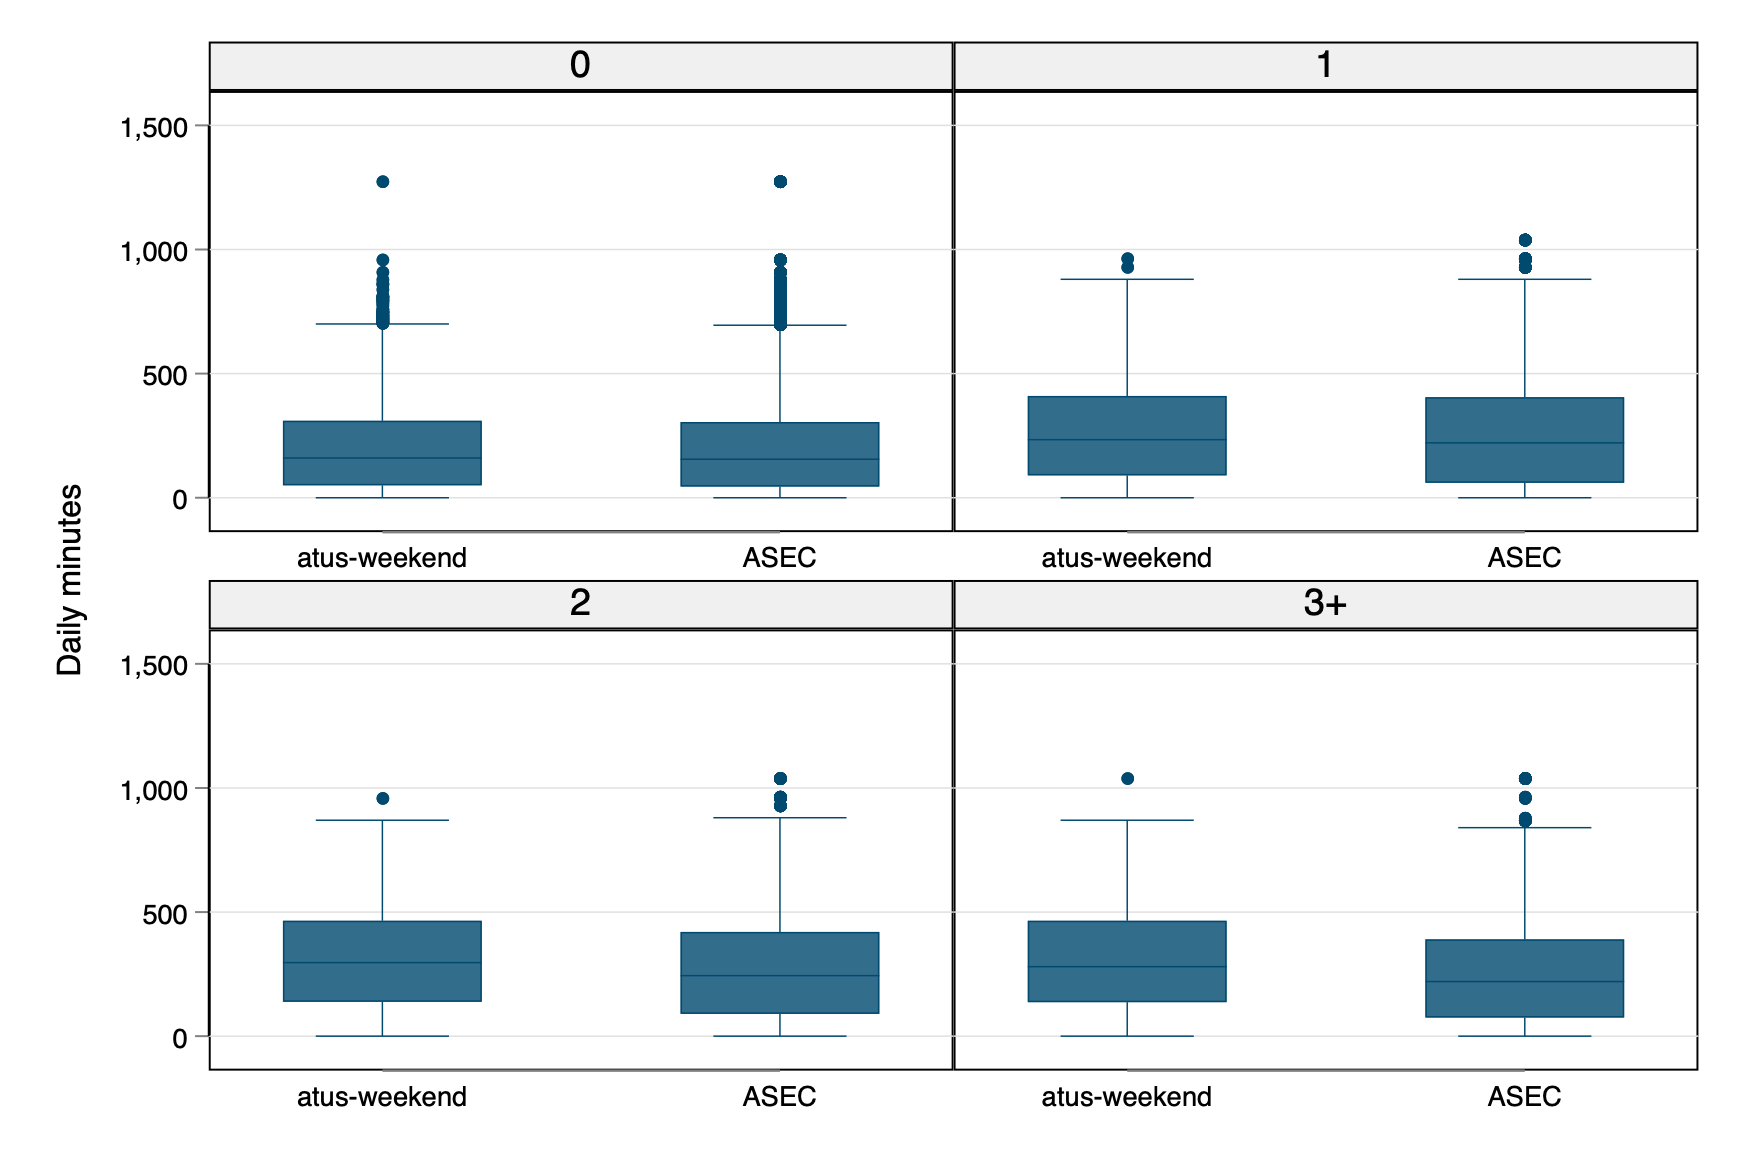 0
1
1,500
1,000
500
0
atus-weekend
ASEC
atus-weekend
ASEC
Daily minutes
2
3+
1,500
1,000
500
0
atus-weekend
ASEC
atus-weekend
ASEC